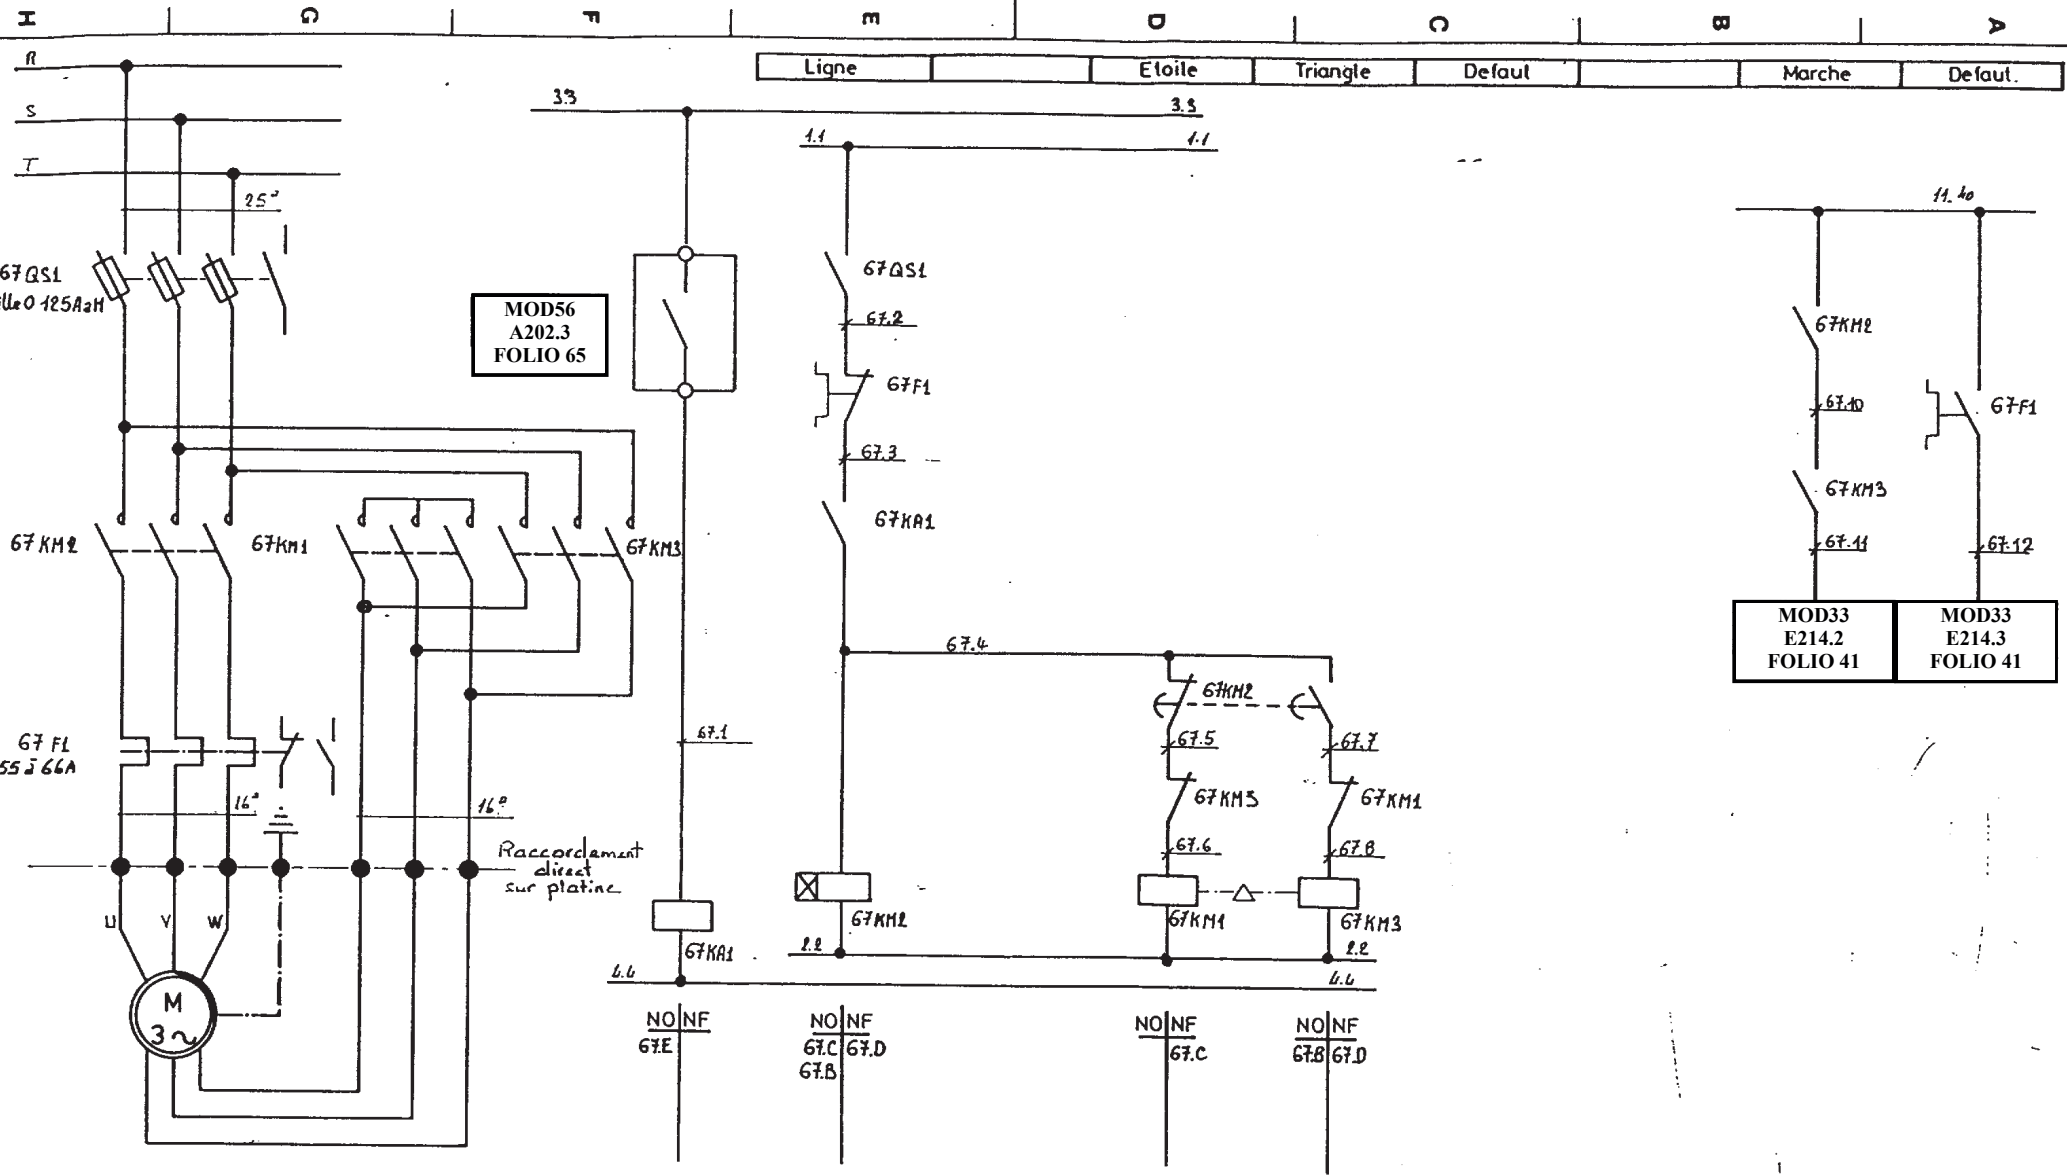 H G F E D C B A
Ligne Etoile Triangle Defaut Marche Defaut.
R
S
T
25²
3.3 3.3
1.1 1.1
11.40
67QS1
125AaM
MOD56
A202.3
FOLIO 65
67QS1
67.2
67F1
67.3
67KA1
67KM2
67.10
67KM3
67.11
67F1
67.12
MOD33
E214.2
FOLIO 41
MOD33
E214.3
FOLIO 41
67KM2 67KM1 67KM3
67.4
67KM2
67.1
67.5 67.7
67KM3 67KM1
67.6 67.8
67 F1
55 à 66A
16² 16²
Raccordement
direct
sur platine
U V W
M
3~
67KA1
67KM2
67KM1
67KM3
2.2 2.2
4.4 4.4
NO NF NO NF NO NF NO NF
67.E 67.C 67.D 67.C 67.B 67.D
67.B